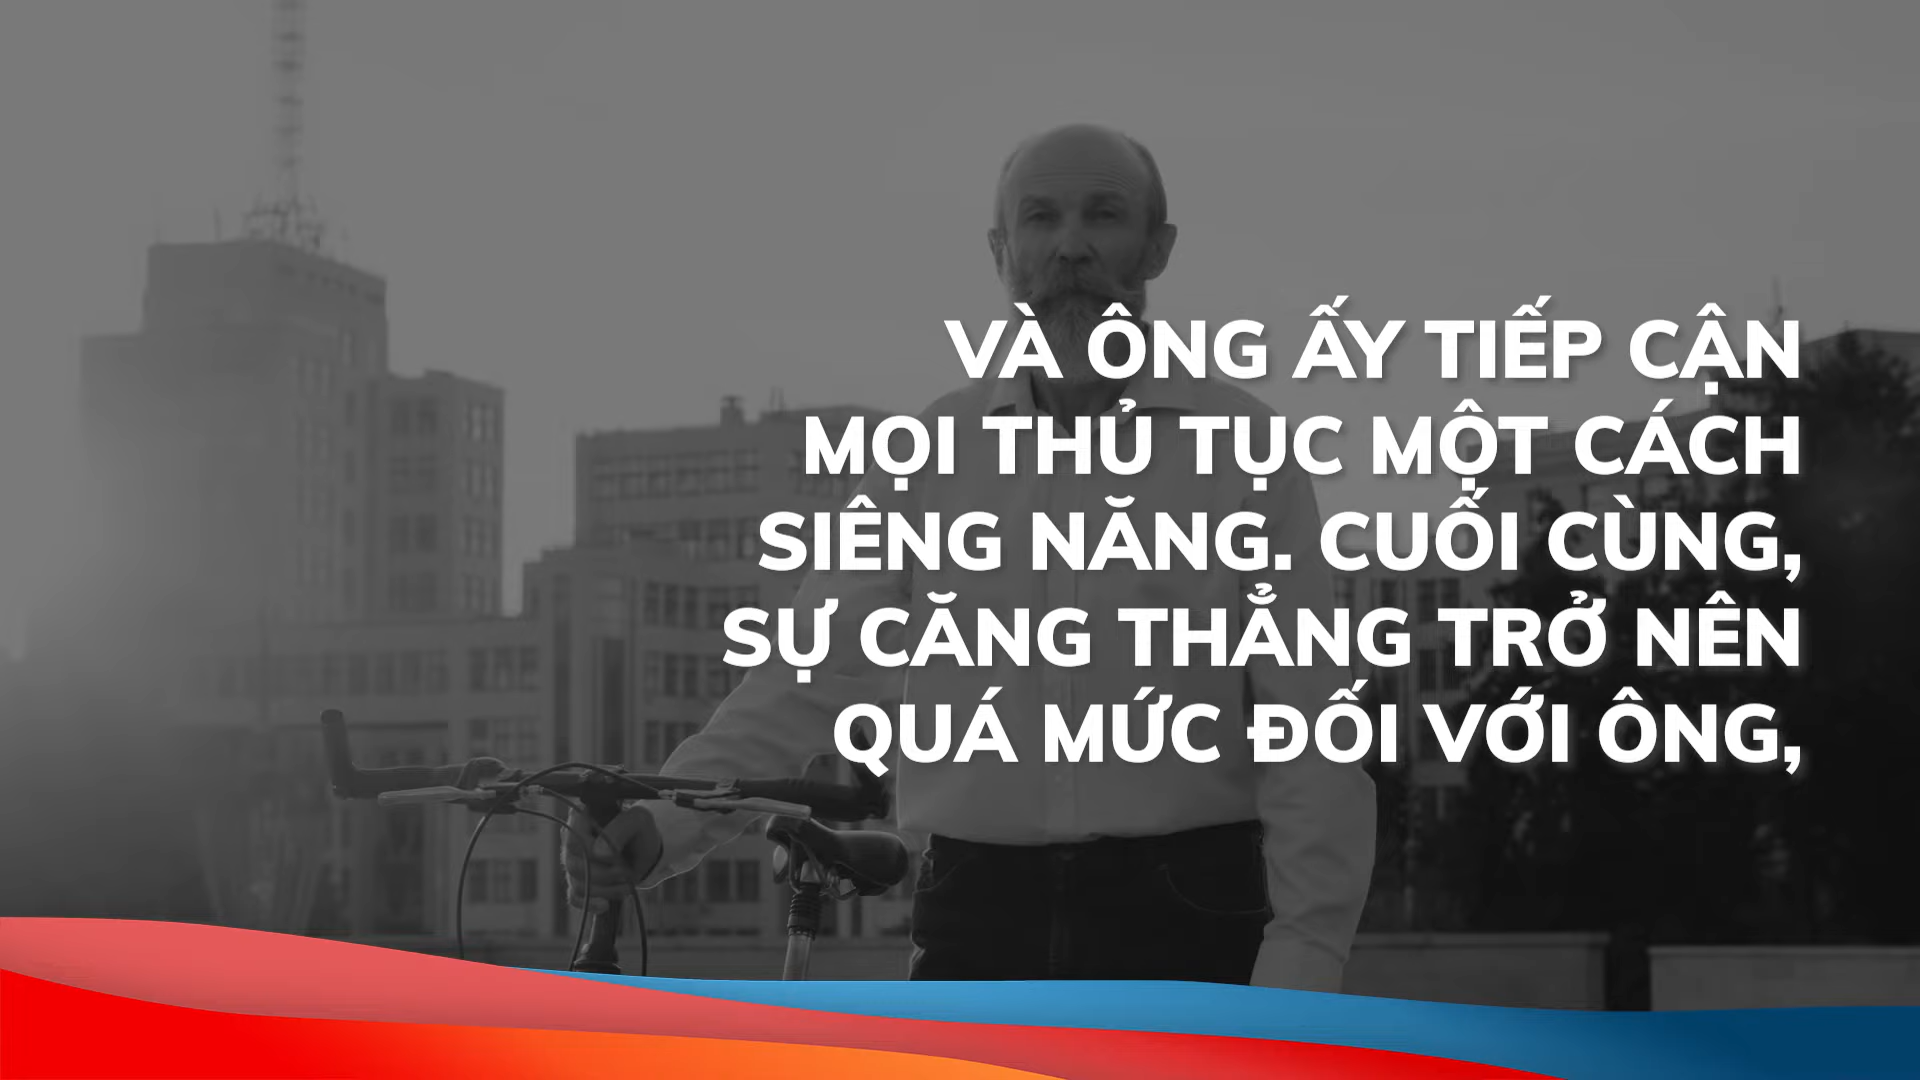 VÀ ÔNG ẤY TIẾP CẬN
MỌI THỦ TỤC MỘT CÁCH
SIÊNG NĂNG. CUỐI CÙNG,
SỰ CĂNG THẲNG TRỞ NÊN
QUÁ MỨC ĐỐI VỚI ÔNG,